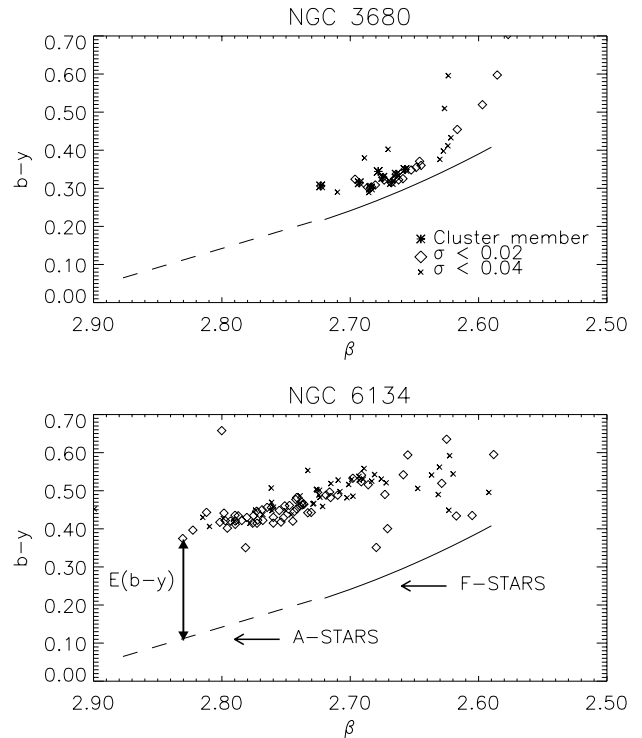 NGC 3680
0.70
0.60
0.50
0.40
0.30
0.20
0.10
0.00
b-y
Cluster member
σ < 0.02
σ < 0.04
2.90 2.80 2.70 2.60 2.50
β
NGC 6134
0.70
0.60
0.50
0.40
0.30
0.20
0.10
0.00
b-y
E(b-y)
F-STARS
A-STARS
2.90 2.80 2.70 2.60 2.50
β